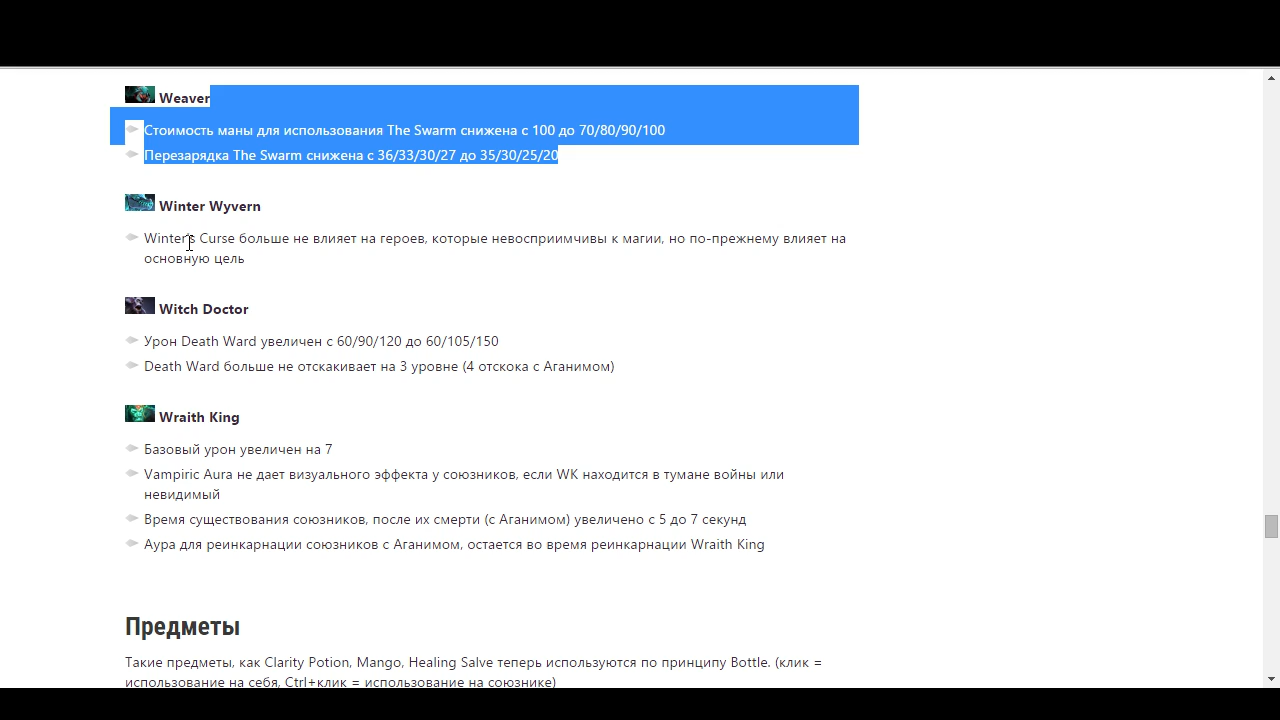 Weaver
Стоимость маны для использования The Swarm снижена с 100 до 70/80/90/100
Перезарядка The Swarm снижена с 36/33/30/27 до 35/30/25/20
Winter Wyvern
Winter's Curse больше не влияет на героев, которые невосприимчивы к магии, но по-прежнему влияет на
основную цель
Witch Doctor
Урон Death Ward увеличен с 60/90/120 до 60/105/150
Death Ward больше не отскакивает на 3 уровне (4 отскока с Аганимом)
Wraith King
Базовый урон увеличен на 7
Vampiric Aura не дает визуального эффекта у союзников, если WK находится в тумане войны или
невидимый
Время существования союзников, после их смерти (с Аганимом) увеличено с 5 до 7 секунд
Аура для реинкарнации союзников с Аганимом, остается во время реинкарнации Wraith King
Предметы
Такие предметы, как Clarity Potion, Mango, Healing Salve теперь используются по принципу Bottle. (клик =
использование на себя, Ctrl+клик = использование на союзнике)